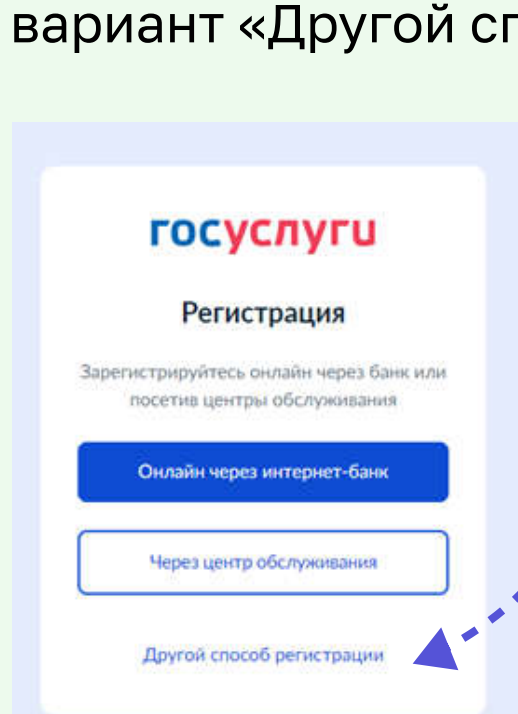 вариант «Другой сп
госуслуги
Регистрация
Зарегистрируйтесь онлайн через банк или
посетив центры обслуживания
Онлайн через интернет-банк
Через центр обслуживания
Другой способ регистрации